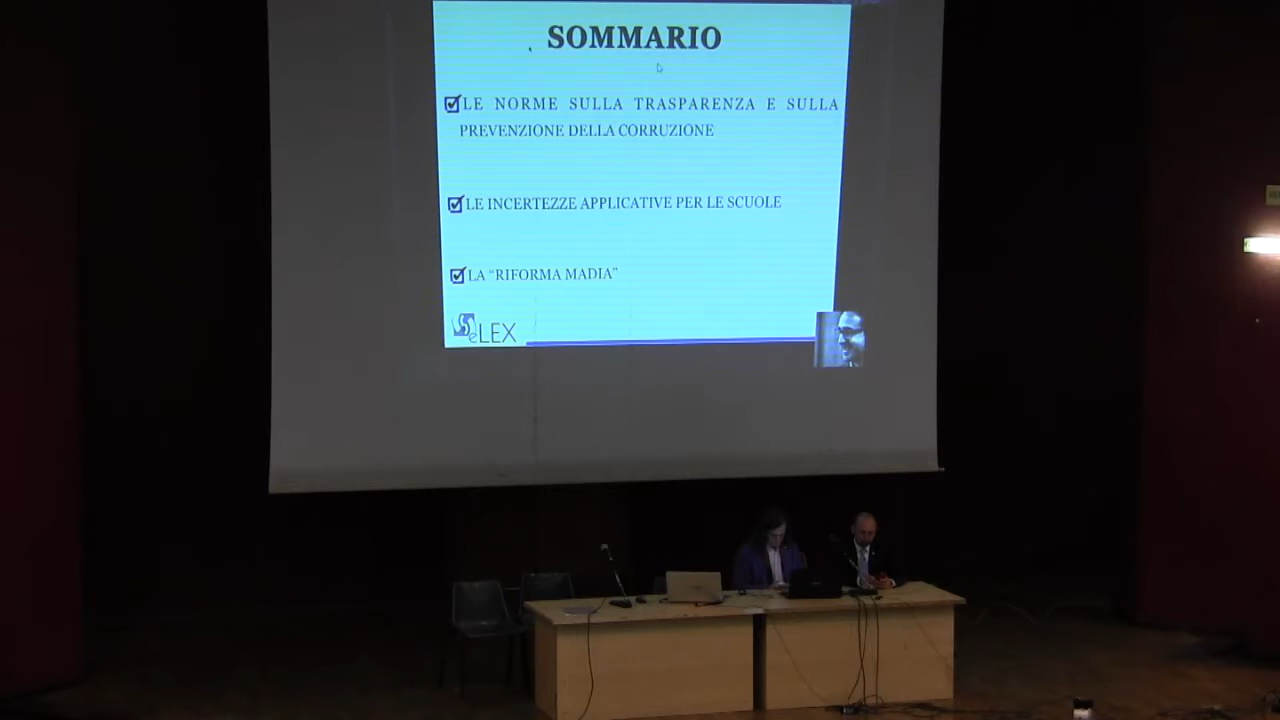 SOMMARIO
LE NORME SULLA TRASPARENZA E SULLA
PREVENZIONE DELLA CORRUZIONE
LE INCERTEZZE APPLICATIVE PER LE SCUOLE
LA “RIFORMA MADIA”
eLEX